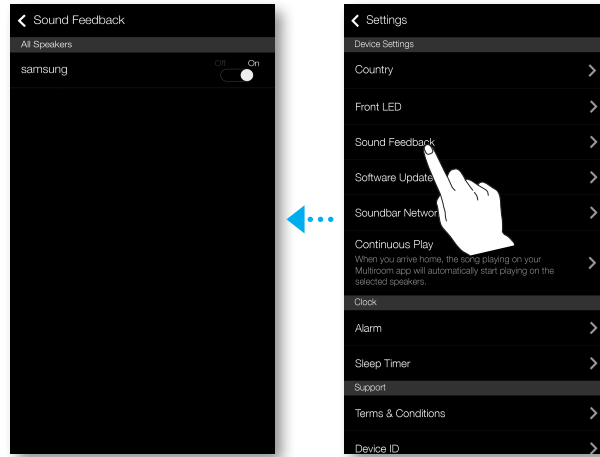 Sound Feedback
All Speakers
samsung
Off On
Settings
Device Settings
Country
Front LED
Sound Feedback
Software Update
Soundbar Networ
Continuous Play
When you arrive home, the song playing on your
Multiroom app will automatically start playing on the
selected speakers.
Clock
Alarm
Sleep Timer
Support
Terms & Conditions
Device ID